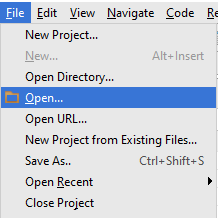 File Edit View Navigate Code
New Project...
New... Alt+Insert
Open Directory...
Open...
Open URL...
New Project from Existing Files...
Save As.. Ctrl+Shift+S
Open Recent
Close Project